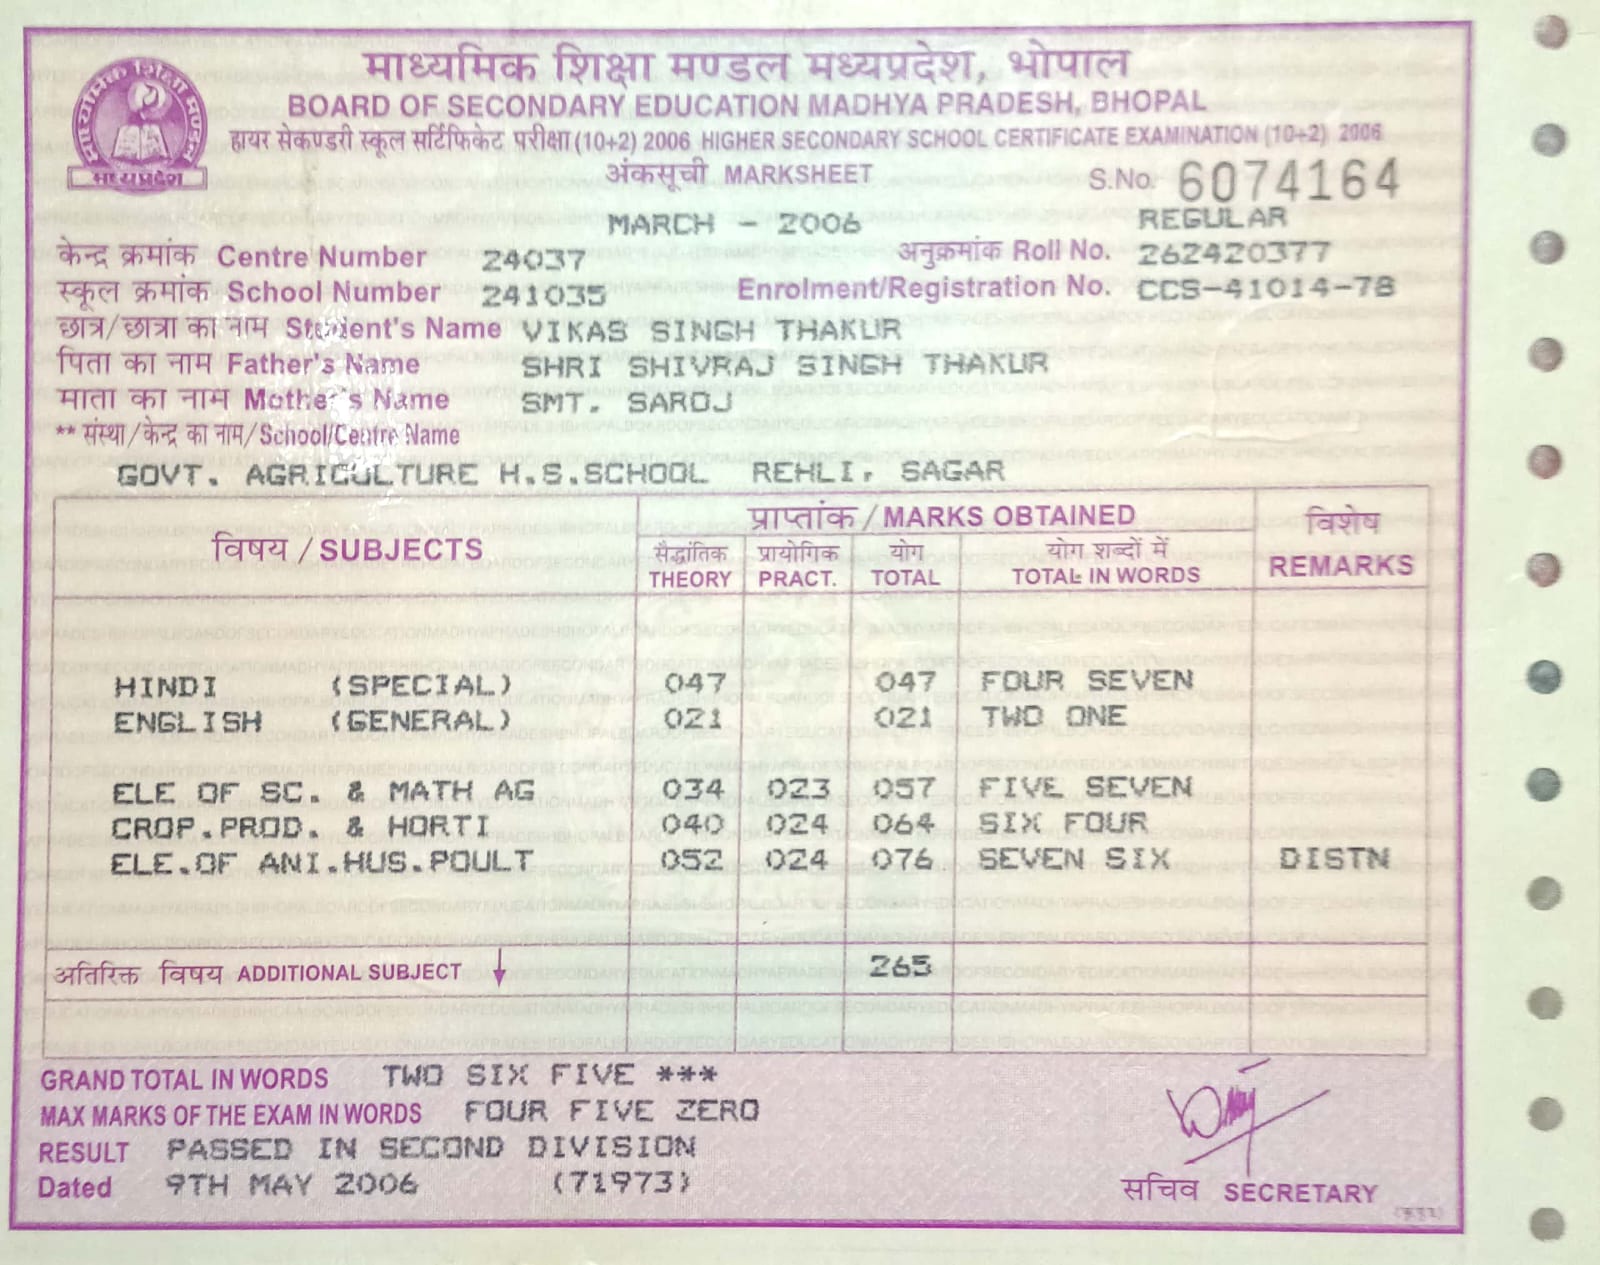 माध्यमिक शिक्षा मण्डल मध्यप्रदेश, भोपाल
BOARD OF SECONDARY EDUCATION MADHYA PRADESH, BHOPAL
हायर सेकण्डरी स्कूल सर्टिफिकेट परीक्षा (10+2) 2006 HIGHER SECONDARY SCHOOL CERTIFICATE EXAMINATION (10+2) 2006
अंकसूची MARKSHEET
S.No. 6074164
माध्यमिक शिक्षा मण्डल
मध्यप्रदेश
MARCH - 2006 REGULAR
केन्द्र क्रमांक Centre Number 24037 अनुक्रमांक Roll No. 262420377
स्कूल क्रमांक School Number 241035 Enrolment/Registration No. CCS-41014-78
छात्र/छात्रा का नाम Student's Name VIKAS SINGH THAKUR
पिता का नाम Father's Name SHRI SHIVRAJ SINGH THAKUR
माता का नाम Mother's Name SMT. SAROJ
** संस्था/केन्द्र का नाम/School/Centre Name
GOVT. AGRICULTURE H.S.SCHOOL REHLI, SAGAR
विषय / SUBJECTS प्राप्तांक / MARKS OBTAINED विशेष REMARKS
सैद्धांतिक THEORY प्रायोगिक PRACT. योग TOTAL योग शब्दों में TOTAL IN WORDS
HINDI (SPECIAL) 047 047 FOUR SEVEN
ENGLISH (GENERAL) 021 021 TWO ONE
ELE OF SC. & MATH AG 034 023 057 FIVE SEVEN
CROP.PROD. & HORTI 040 024 064 SIX FOUR
ELE.OF ANI.HUS.POULT 052 024 076 SEVEN SIX DISTN
अतिरिक्त विषय ADDITIONAL SUBJECT 265
GRAND TOTAL IN WORDS TWO SIX FIVE ***
MAX MARKS OF THE EXAM IN WORDS FOUR FIVE ZERO
RESULT PASSED IN SECOND DIVISION
Dated 9TH MAY 2006 (71973)
सचिव SECRETARY